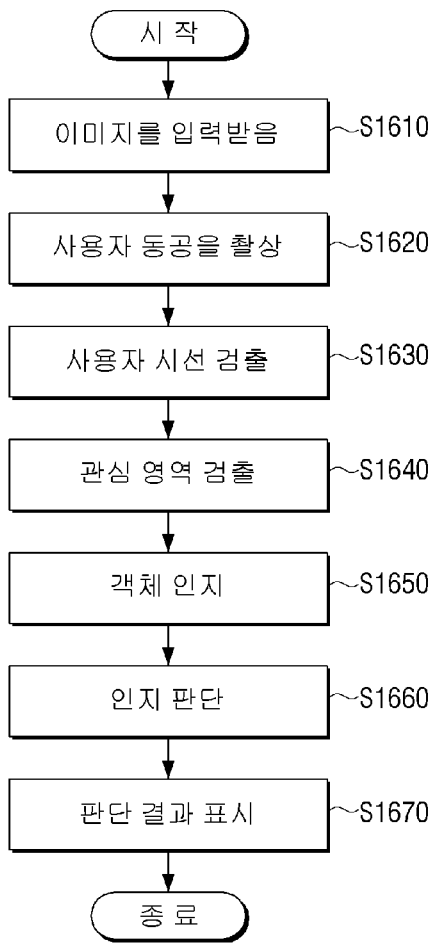 시 작
이미지를 입력받음 S1610
사용자 동공을 촬상 S1620
사용자 시선 검출 S1630
관심 영역 검출 S1640
객체 인지 S1650
인지 판단 S1660
판단 결과 표시 S1670
종 료